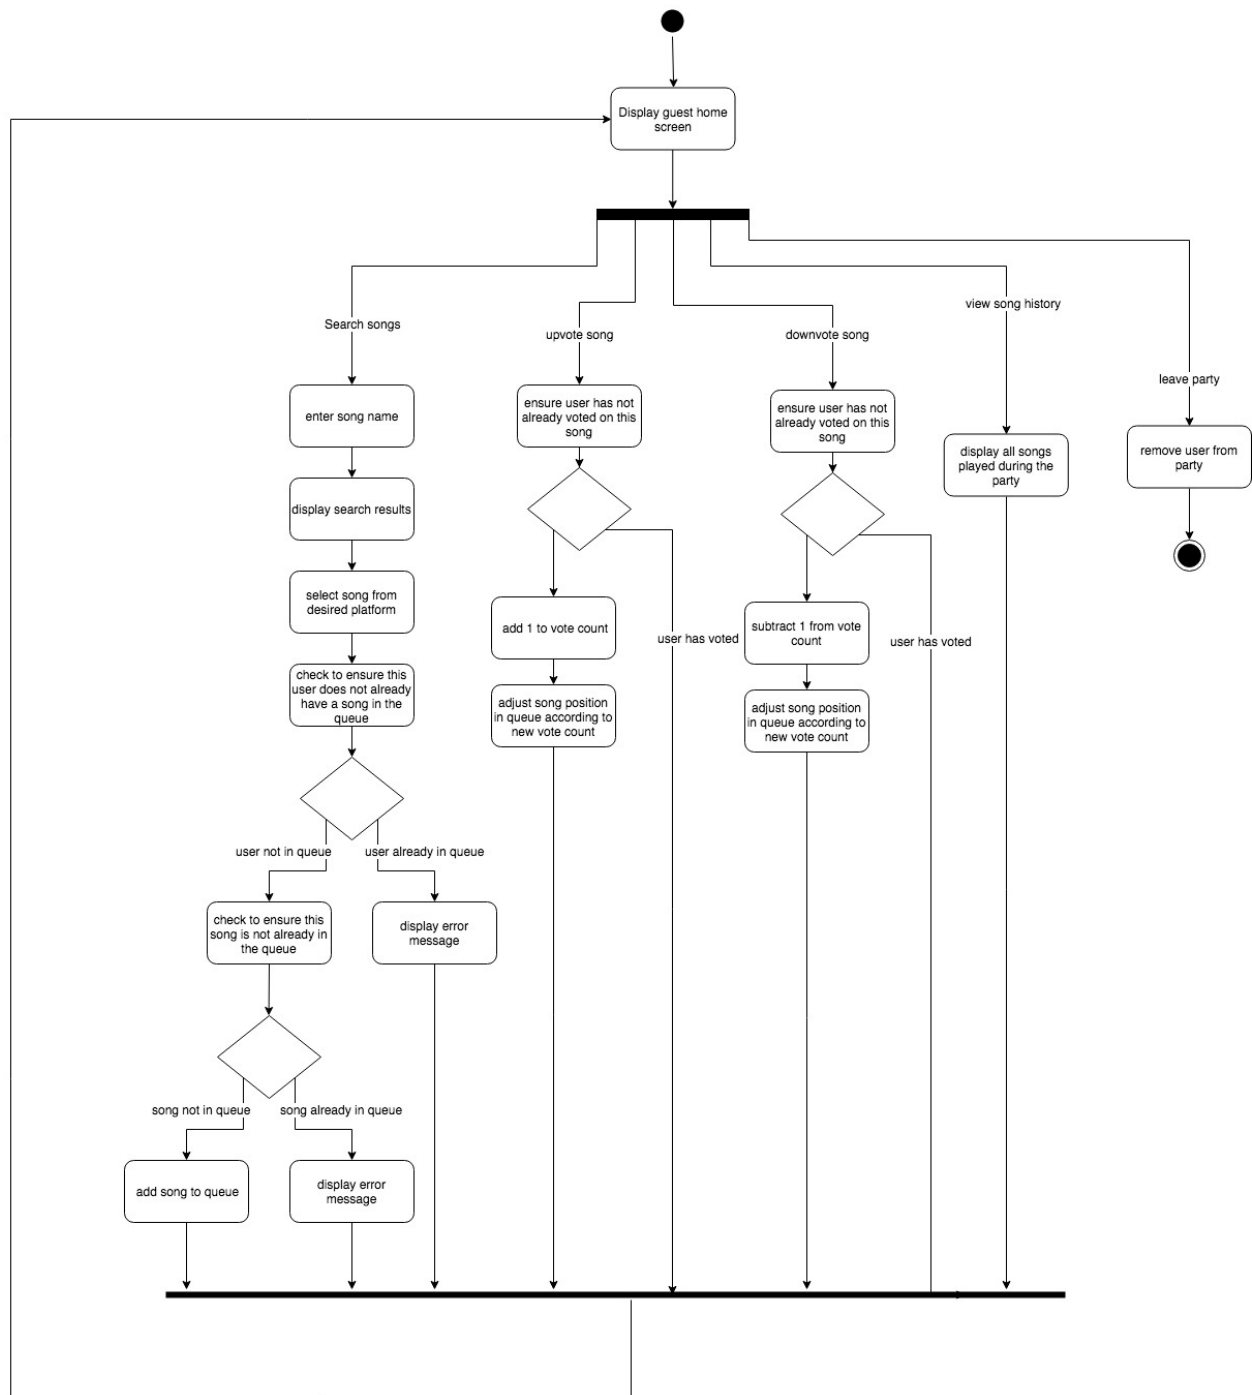 Display guest home
screen
Search songs
upvote song
downvote song
view song history
leave party
enter song name
ensure user has not
already voted on this
song
ensure user has not
already voted on this
song
display all songs
played during the
party
remove user from
party
display search results
select song from
desired platform
add 1 to vote count
user has voted
subtract 1 from vote
count
user has voted
check to ensure this
user does not already
have a song in the
queue
adjust song position
in queue according to
new vote count
adjust song position
in queue according to
new vote count
user not in queue
user already in queue
check to ensure this
song is not already in
the queue
display error
message
song not in queue
song already in queue
add song to queue
display error
message